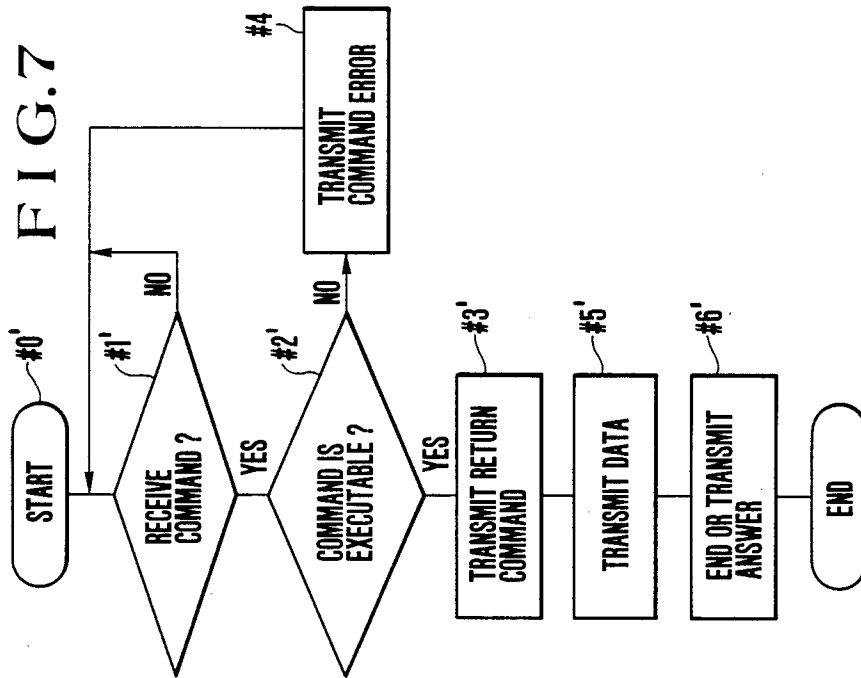 FIG.7
#0'
START
#1'
RECEIVE
COMMAND ?
NO
YES
#2'
COMMAND IS
EXECUTABLE ?
NO
YES
#4
TRANSMIT
COMMAND ERROR
#3'
TRANSMIT RETURN
COMMAND
#5'
TRANSMIT DATA
#6'
END OR TRANSMIT
ANSWER
END